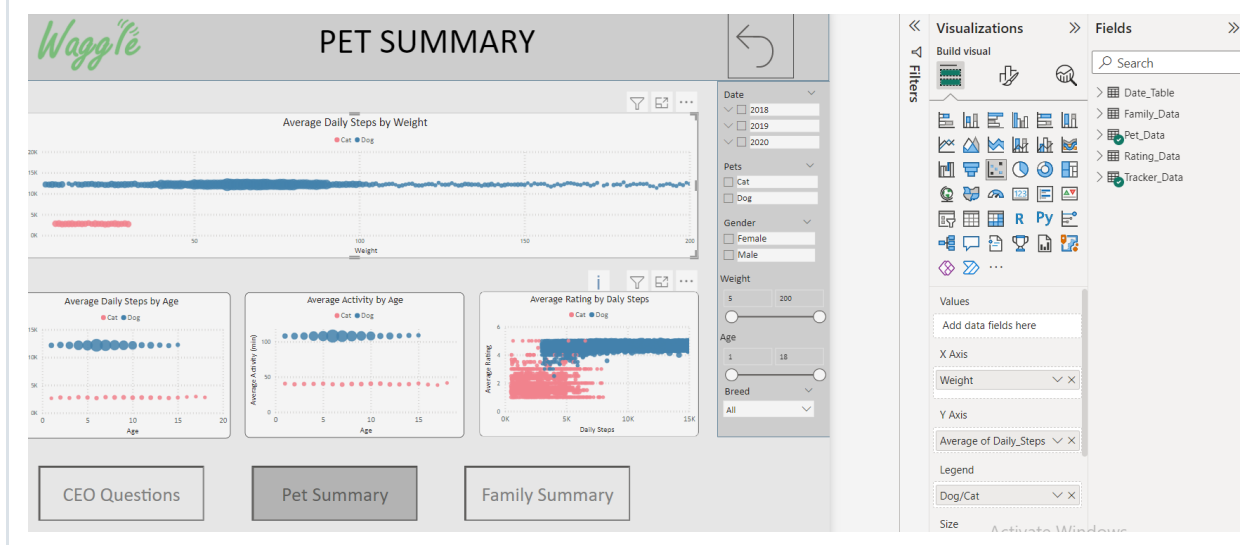 Waggle
PET SUMMARY
Average Daily Steps by Weight
Cat Dog
20K
15K
10K
5K
0K
50
100
150
200
Weight
Average Daily Steps by Age
Cat Dog
15K
10K
5K
0K
0
5
10
15
20
Age
Average Activity by Age
Cat Dog
Average Activity (min)
100
50
0
0
5
10
15
Age
i
Average Rating by Daly Steps
Cat Dog
Average Rating
6
4
2
0
0K
5K
10K
15K
Daily Steps
Date
2018
2019
2020
Pets
Cat
Dog
Gender
Female
Male
Weight
5
200
Age
1
18
Breed
All
CEO Questions
Pet Summary
Family Summary
Filters
Visualizations
Build visual
123
R
Py
Values
Add data fields here
X Axis
Weight
Y Axis
Average of Daily_Steps
Legend
Dog/Cat
Size
Activate Windows
Fields
Search
Date_Table
Family_Data
Pet_Data
Rating_Data
Tracker_Data